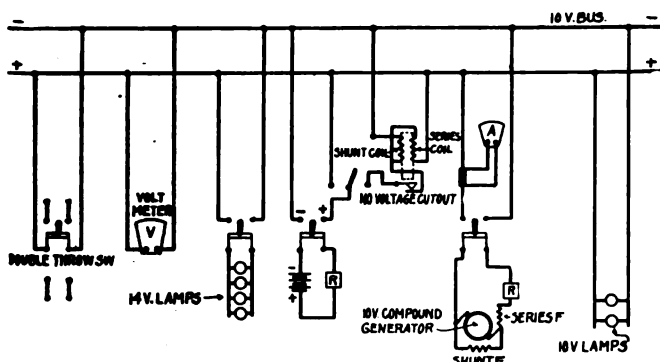 10 V. BUS.
- -
+ +
A
SHUNT COIL
SERIES COIL
VOLT METER
V
NO VOLTAGE CUTOUT
- +
DOUBLE THROW SW
14 V. LAMPS
-
+
R
R
10V. COMPOUND GENERATOR
SERIES F
SHUNT F
10V LAMPS